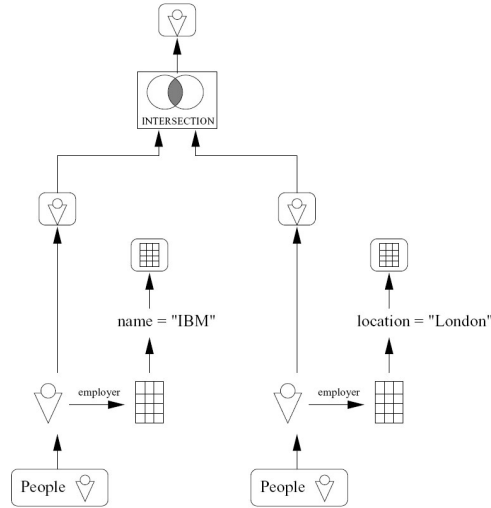 INTERSECTION
name = "IBM"
location = "London"
employer
employer
People
People